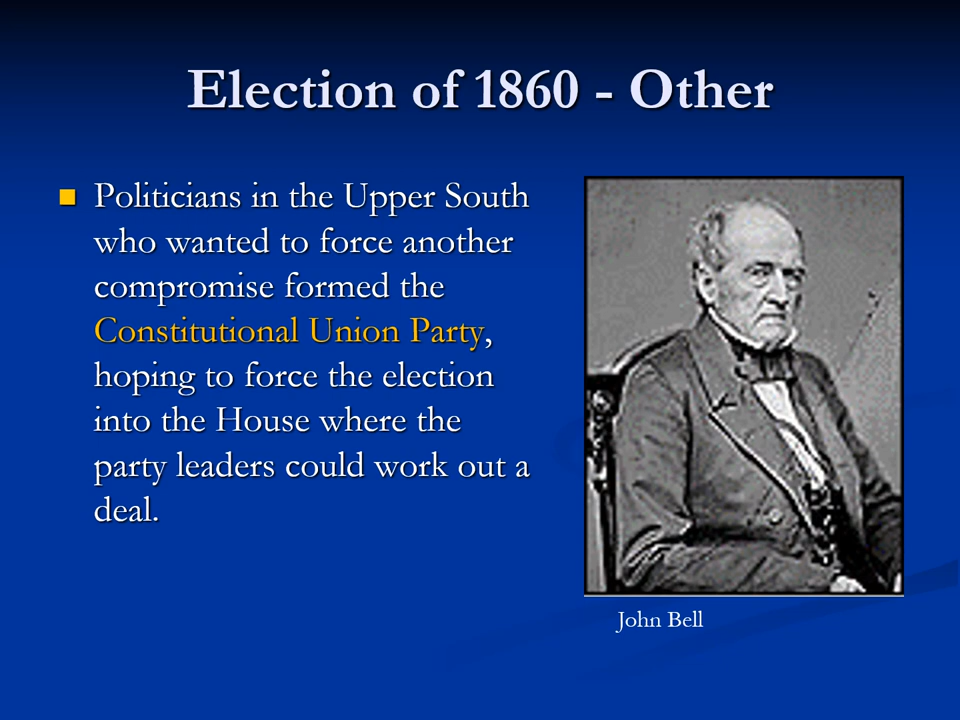 Election of 1860 - Other
Politicians in the Upper South
who wanted to force another
compromise formed the
Constitutional Union Party,
hoping to force the election
into the House where the
party leaders could work out a
deal.
John Bell